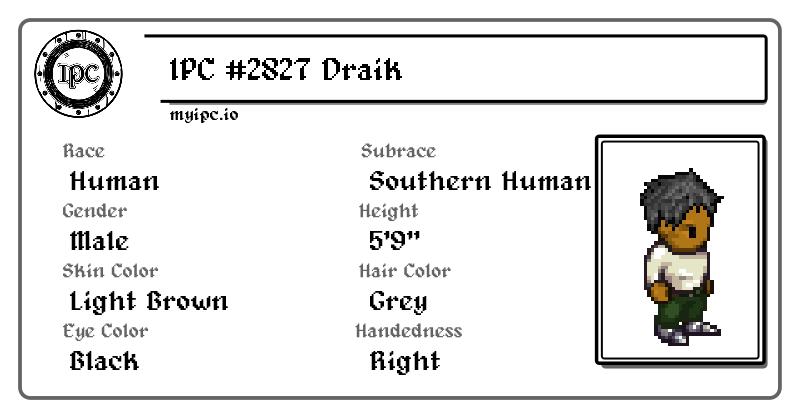 IPC
IPC #2827 Draik
myipc.io
Race
Human
Subrace
Southern Human
Gender
Male
Height
5'9"
Skin Color
Light Brown
Hair Color
Grey
Eye Color
Black
Handedness
Right